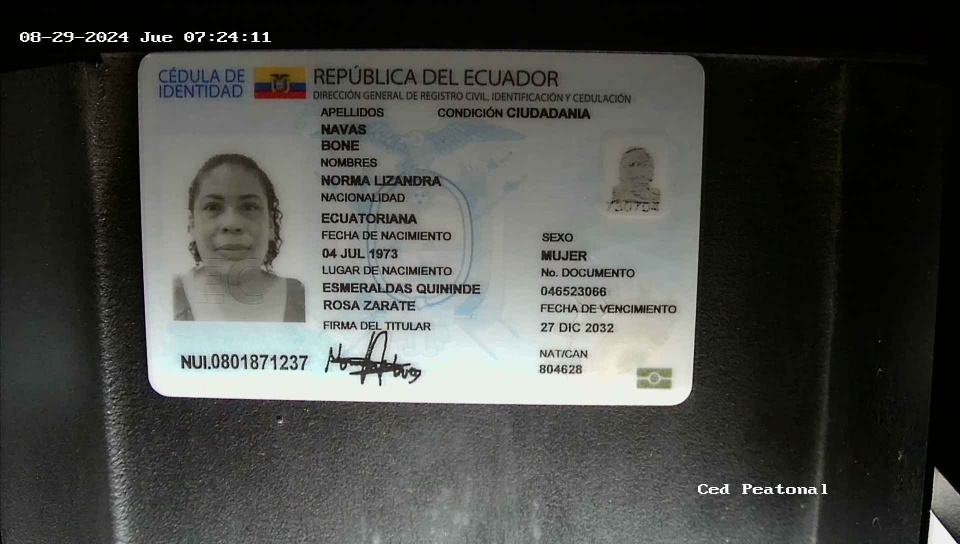 08-29-2024 Jue 07:24:11
CÉDULA DE
IDENTIDAD
REPÚBLICA DEL ECUADOR
DIRECCIÓN GENERAL DE REGISTRO CIVIL, IDENTIFICACIÓN Y CEDULACIÓN
APELLIDOS CONDICIÓN CIUDADANIA
NAVAS
BONE
NOMBRES
NORMA LIZANDRA
NACIONALIDAD
ECUATORIANA
FECHA DE NACIMIENTO
04 JUL 1973
LUGAR DE NACIMIENTO
ESMERALDAS QUININDE
ROSA ZARATE
FIRMA DEL TITULAR
SEXO
MUJER
No. DOCUMENTO
046523066
FECHA DE VENCIMIENTO
27 DIC 2032
NAT/CAN
804628
NUI.0801871237
Ced Peatonal